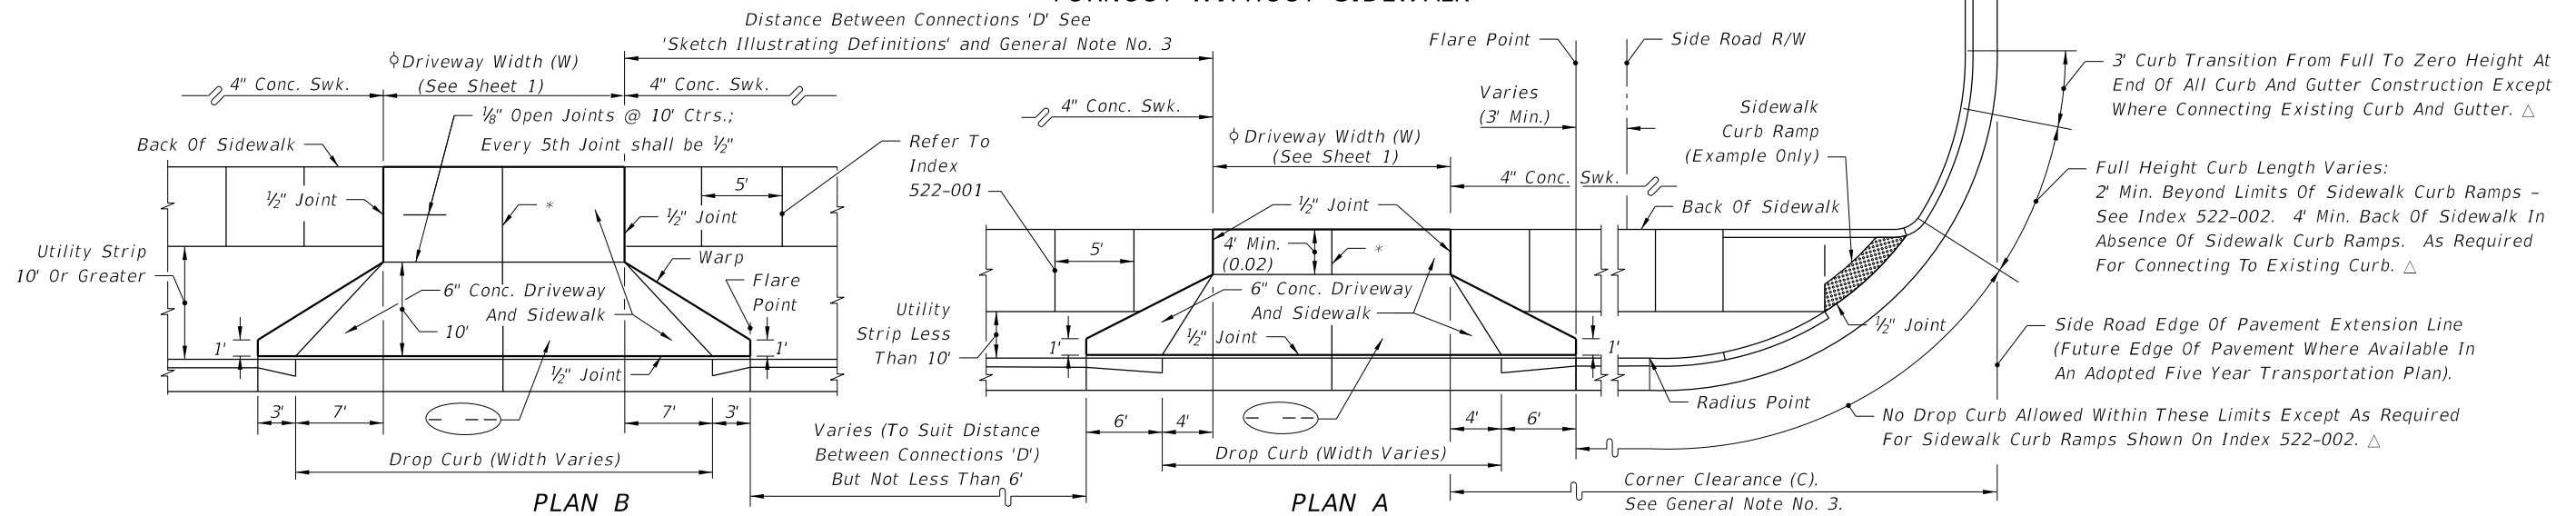 Distance Between Connections 'D' See
'Sketch Illustrating Definitions' and General Note No. 3
Driveway Width (W)
(See Sheet 1)
4" Conc. Swk.
4" Conc. Swk.
⅛" Open Joints @ 10' Ctrs.;
Every 5th Joint shall be ½"
Back Of Sidewalk
½" Joint
*
½" Joint
5'
Refer To
Index
522-001
Utility Strip
10' Or Greater
Warp
Flare
Point
6" Conc. Driveway
And Sidewalk
10'
1'
1'
½" Joint
3'
7'
7'
3'
Drop Curb (Width Varies)
PLAN B
Varies (To Suit Distance
Between Connections 'D')
But Not Less Than 6'
4" Conc. Swk.
Driveway Width (W)
(See Sheet 1)
4" Conc. Swk.
Flare Point
Side Road R/W
Varies
(3' Min.)
Sidewalk
Curb Ramp
(Example Only)
½" Joint
Back Of Sidewalk
5'
4' Min.
(0.02)
*
6" Conc. Driveway
And Sidewalk
Utility
Strip Less
Than 10'
1'
½" Joint
1'
½" Joint
Radius Point
6'
4'
4'
6'
Drop Curb (Width Varies)
PLAN A
Corner Clearance (C).
See General Note No. 3.
3' Curb Transition From Full To Zero Height At
End Of All Curb And Gutter Construction Except
Where Connecting Existing Curb And Gutter. △
Full Height Curb Length Varies:
2' Min. Beyond Limits Of Sidewalk Curb Ramps –
See Index 522-002. 4' Min. Back Of Sidewalk In
Absence Of Sidewalk Curb Ramps. As Required
For Connecting To Existing Curb. △
Side Road Edge Of Pavement Extension Line
(Future Edge Of Pavement Where Available In
An Adopted Five Year Transportation Plan).
No Drop Curb Allowed Within These Limits Except As Required
For Sidewalk Curb Ramps Shown On Index 522-002. △